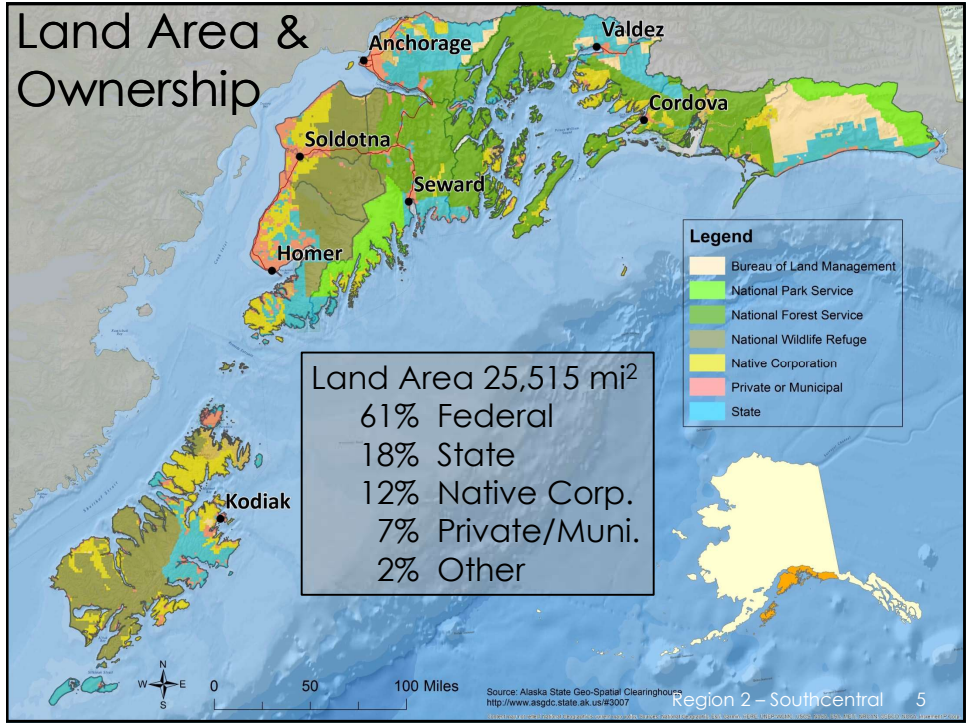 Land Area &
Ownership
Anchorage
Valdez
Cordova
Soldotna
Seward
Homer
Kodiak
Legend
Bureau of Land Management
National Park Service
National Forest Service
National Wildlife Refuge
Native Corporation
Private or Municipal
State
Land Area 25,515 mi²
61% Federal
18% State
12% Native Corp.
7% Private/Muni.
2% Other
N
W E
S
0 50 100 Miles
Source: Alaska State Geo-Spatial Clearinghouse
http://www.asgdc.state.ak.us/#3007
Region 2 – Southcentral 5